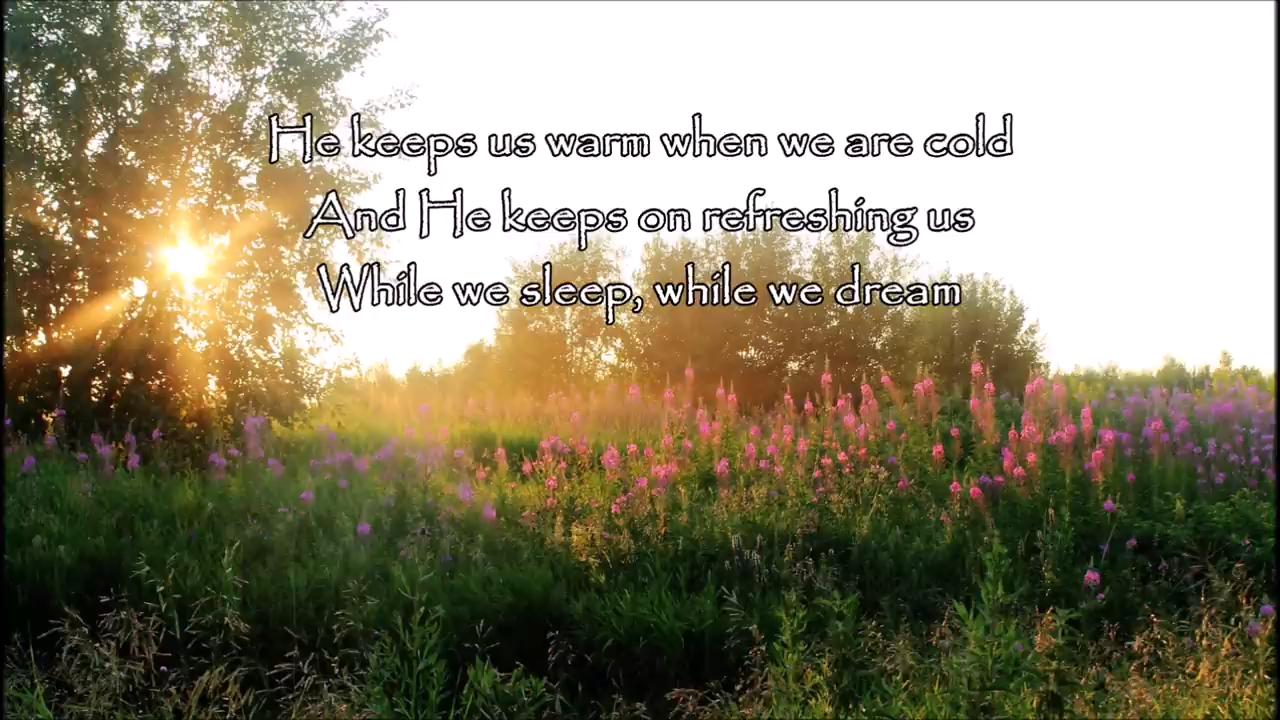 He keeps us warm when we are cold
And He keeps on refreshing us
While we sleep, while we dream